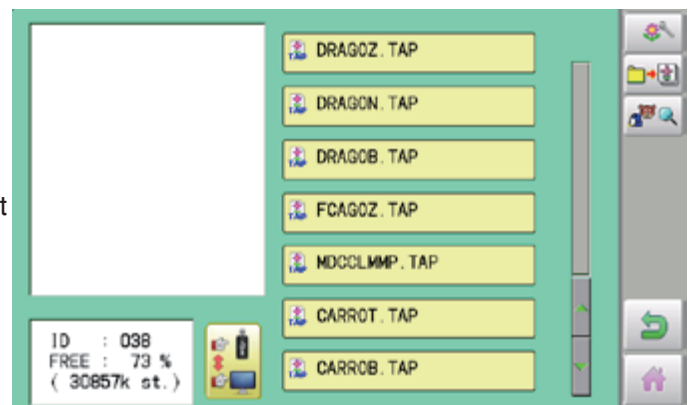 DRAGOZ.TAP
DRAGON.TAP
DRAGOB.TAP
t
FCAGOZ.TAP
MDCCLMMP.TAP
CARROT.TAP
CARROB.TAP
ID : 038
FREE : 73 %
( 30857k st.)